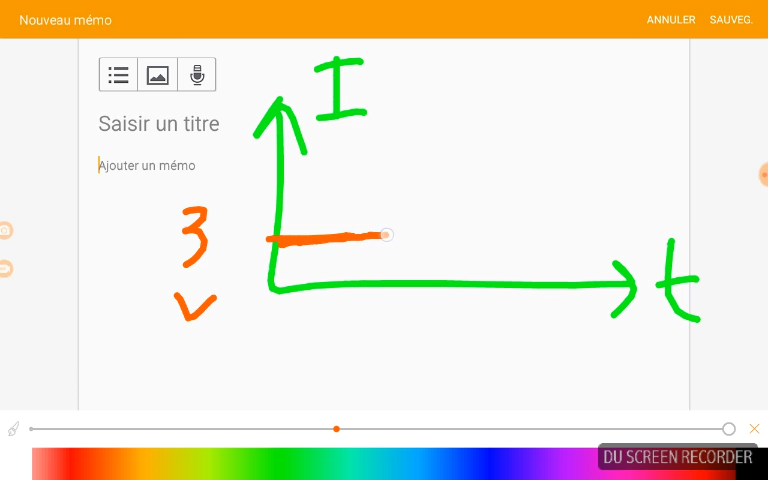 Nouveau mémo
ANNULER SAUVEG.
I
Saisir un titre
Ajouter un mémo
3
V
t
DU SCREEN RECORDER